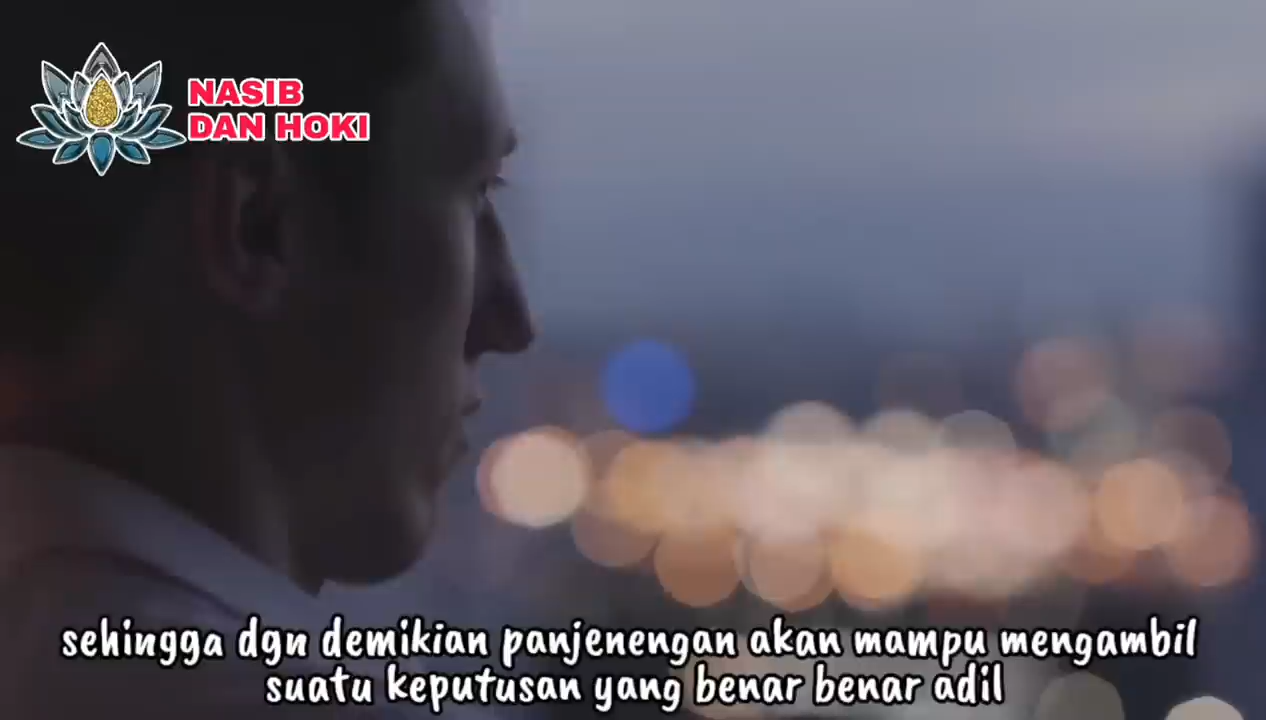 NASIB
DAN HOKI
sehingga dgn demikian panjenengan akan mampu mengambil
suatu keputusan yang benar benar adil